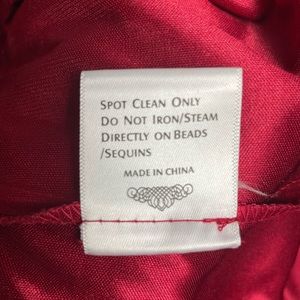 SPOT CLEAN ONLY
DO NOT IRON/STEAM
DIRECTLY ON BEADS
/SEQUINS
MADE IN CHINA